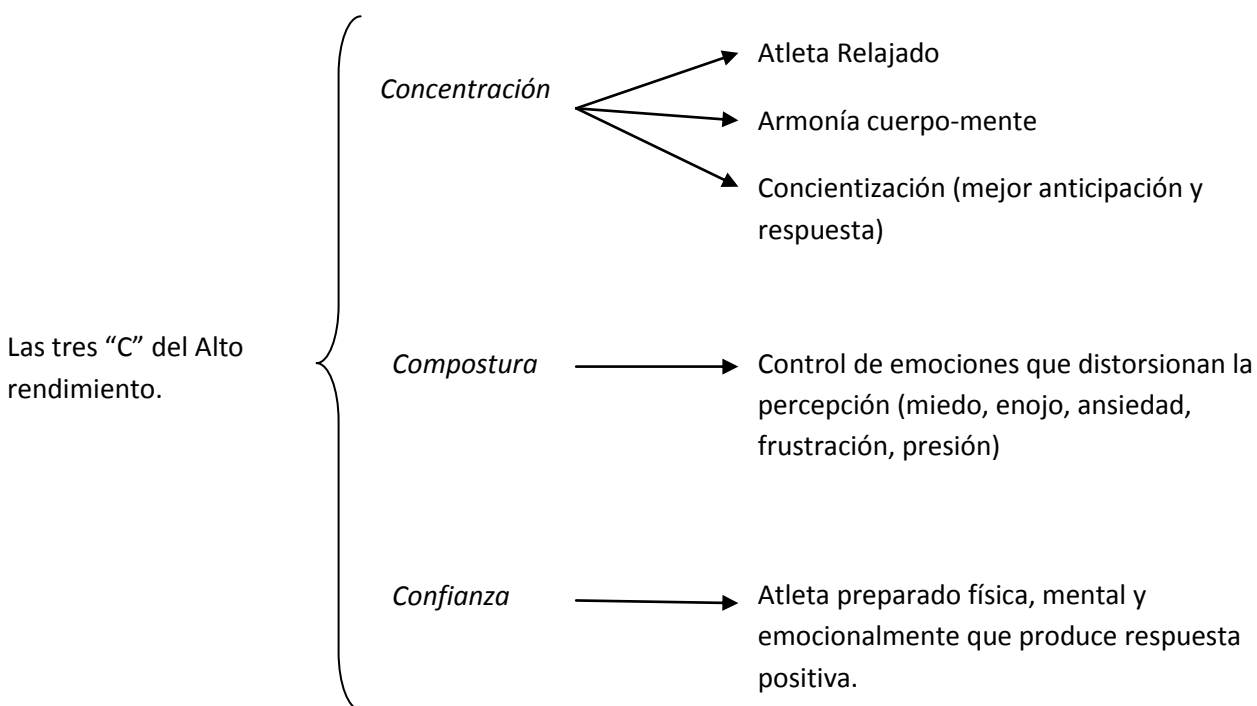 Las tres “C” del Alto
rendimiento.
Concentración
Atleta Relajado
Armonía cuerpo-mente
Concientización (mejor anticipación y
respuesta)
Compostura
Control de emociones que distorsionan la
percepción (miedo, enojo, ansiedad,
frustración, presión)
Confianza
Atleta preparado física, mental y
emocionalmente que produce respuesta
positiva.